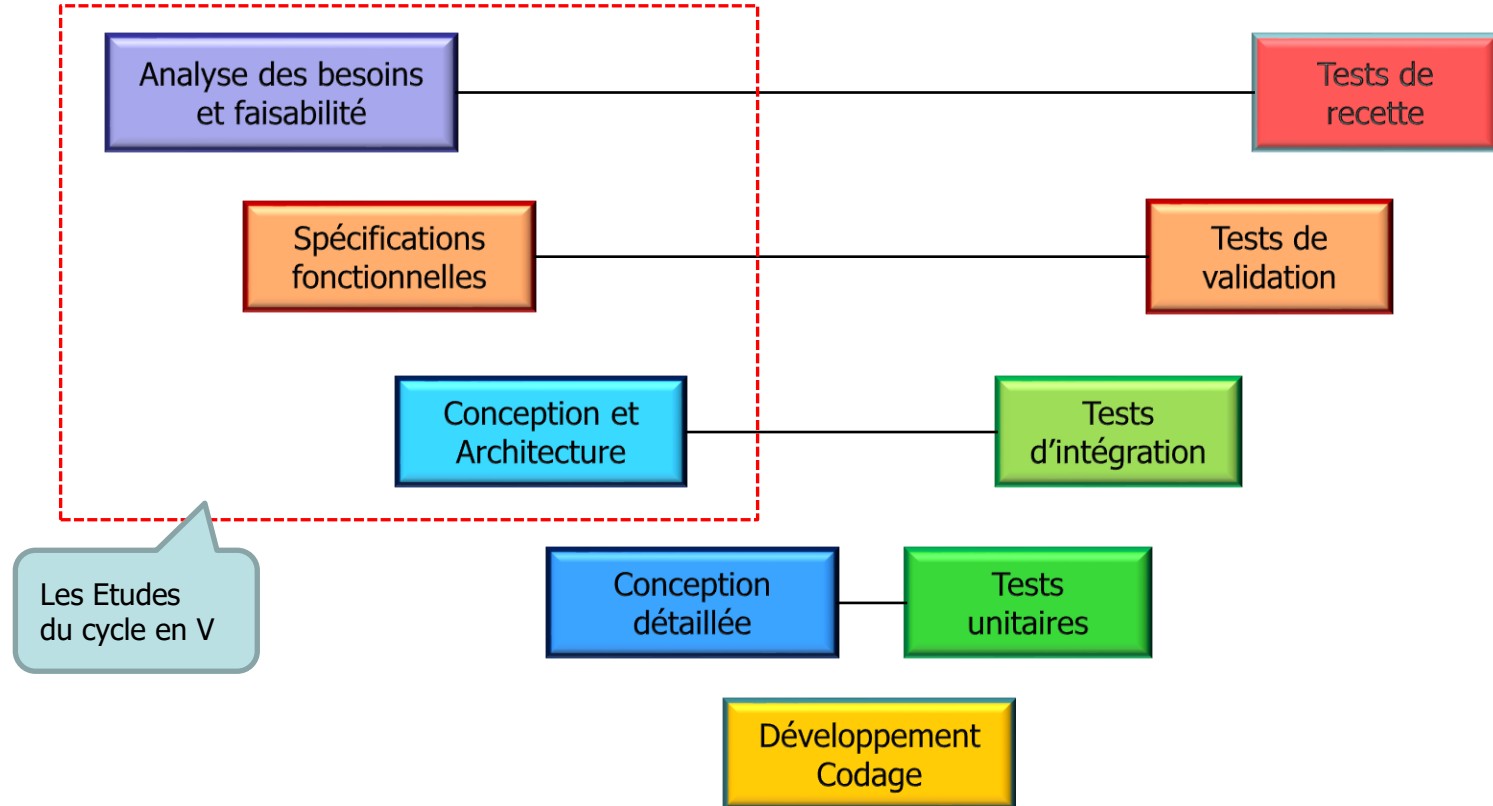 Analyse des besoins
et faisabilité
Tests de
recette
Spécifications
fonctionnelles
Tests de
validation
Conception et
Architecture
Tests
d’intégration
Les Etudes
du cycle en V
Conception
détaillée
Tests
unitaires
Développement
Codage